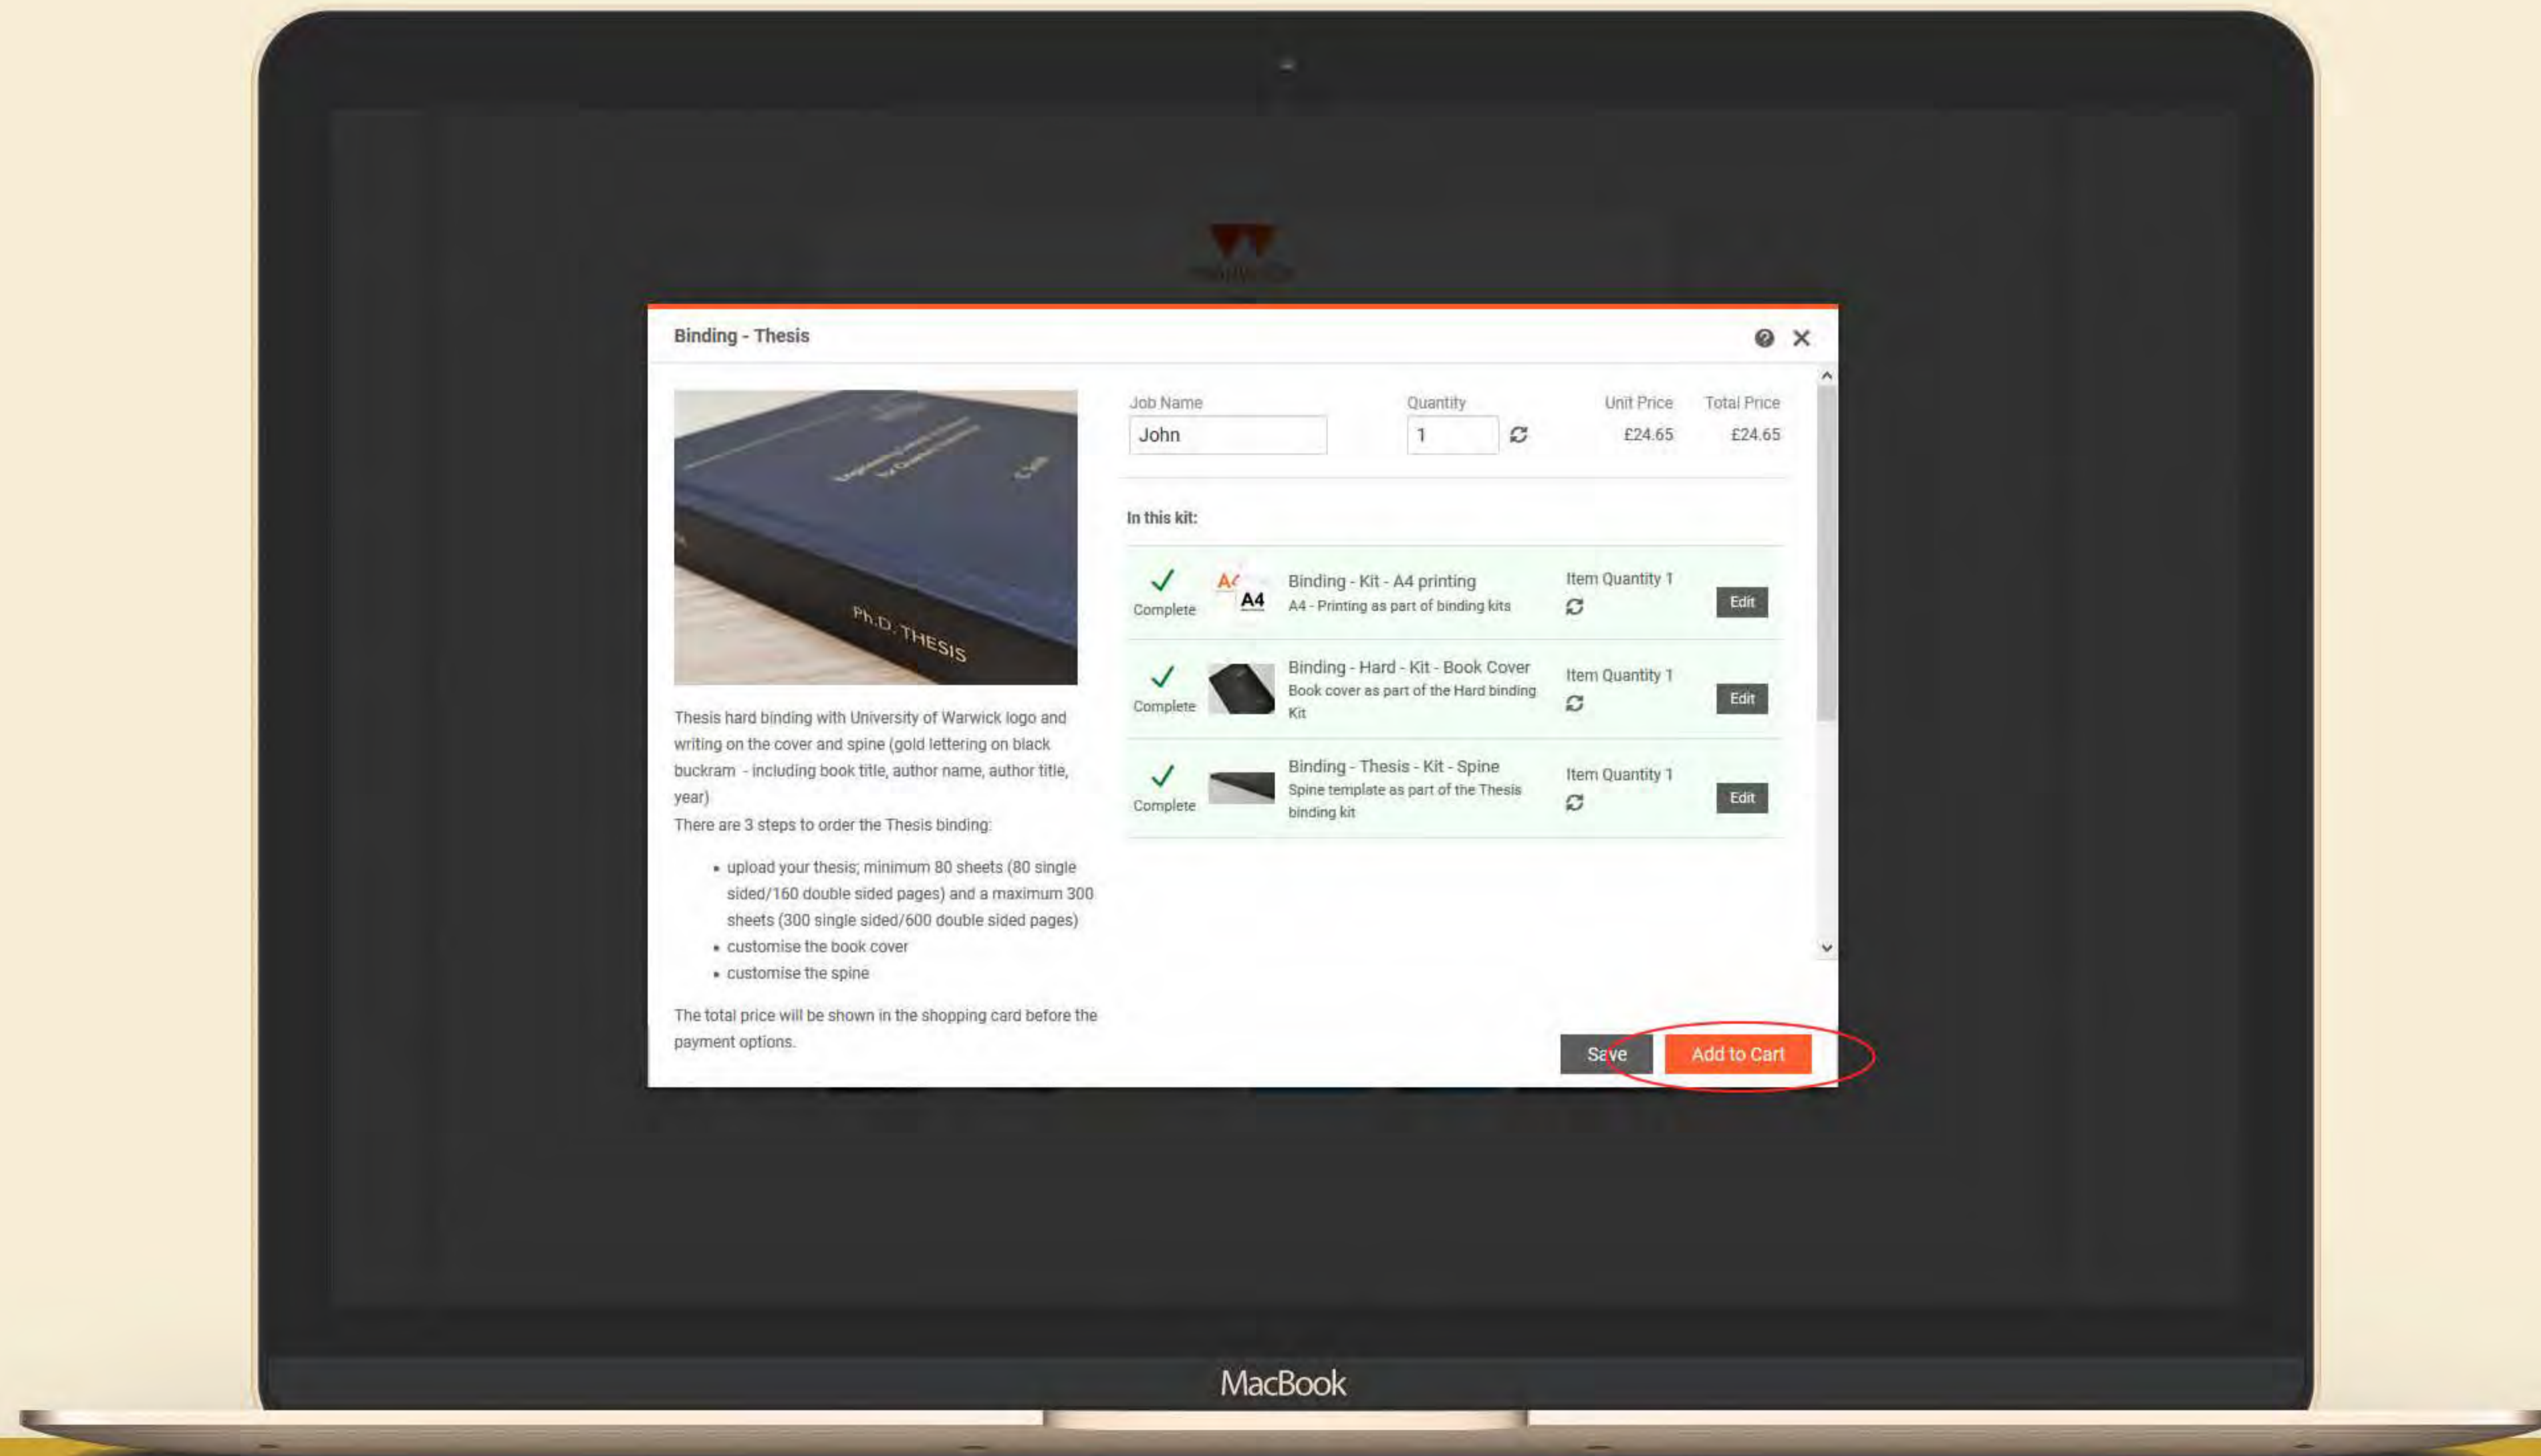 Binding - Thesis
Ph.D. THESIS
Thesis hard binding with University of Warwick logo and
writing on the cover and spine (gold lettering on black
buckram - including book title, author name, author title,
year)
There are 3 steps to order the Thesis binding:
• upload your thesis; minimum 80 sheets (80 single
sided/160 double sided pages) and a maximum 300
sheets (300 single sided/600 double sided pages)
• customise the book cover
• customise the spine
The total price will be shown in the shopping card before the
payment options.
Job Name Quantity Unit Price Total Price
John 1 £24.65 £24.65
In this kit:
Complete
A4
Binding - Kit - A4 printing
A4 - Printing as part of binding kits
Item Quantity 1
Edit
Complete
Binding - Hard - Kit - Book Cover
Book cover as part of the Hard binding
Kit
Item Quantity 1
Edit
Complete
Binding - Thesis - Kit - Spine
Spine template as part of the Thesis
binding kit
Item Quantity 1
Edit
Save Add to Cart
MacBook